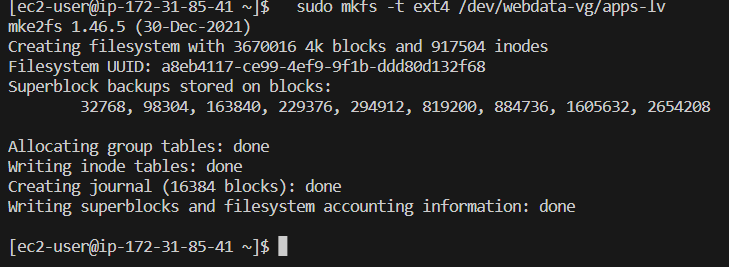 [ec2-user@ip-172-31-85-41 ~]$   sudo mkfs -t ext4 /dev/webdata-vg/apps-lv
mke2fs 1.46.5 (30-Dec-2021)
Creating filesystem with 3670016 4k blocks and 917504 inodes
Filesystem UUID: a8eb4117-ce99-4ef9-9f1b-ddd80d132f68
Superblock backups stored on blocks:
        32768, 98304, 163840, 229376, 294912, 819200, 884736, 1605632, 2654208
Allocating group tables: done
Writing inode tables: done
Creating journal (16384 blocks): done
Writing superblocks and filesystem accounting information: done
[ec2-user@ip-172-31-85-41 ~]$